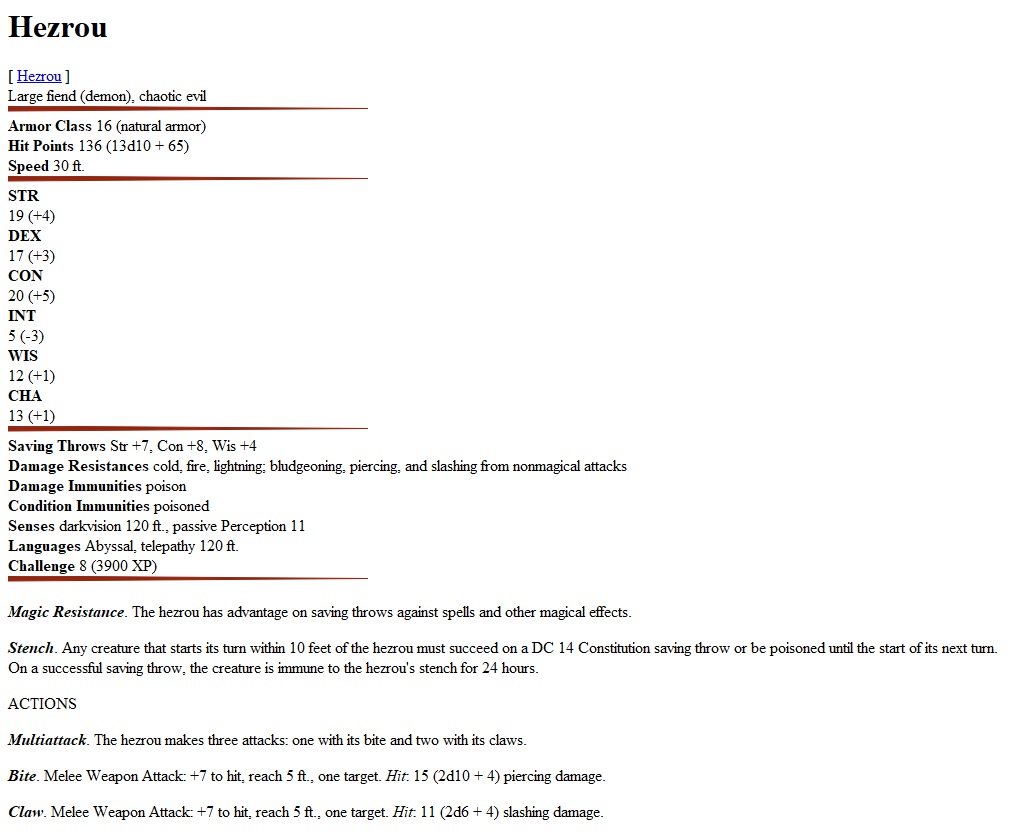 Hezrou
[ Hezrou ]
Large fiend (demon), chaotic evil
Armor Class 16 (natural armor)
Hit Points 136 (13d10 + 65)
Speed 30 ft.
STR
19 (+4)
DEX
17 (+3)
CON
20 (+5)
INT
5 (-3)
WIS
12 (+1)
CHA
13 (+1)
Saving Throws Str +7, Con +8, Wis +4
Damage Resistances cold, fire, lightning; bludgeoning, piercing, and slashing from nonmagical attacks
Damage Immunities poison
Condition Immunities poisoned
Senses darkvision 120 ft., passive Perception 11
Languages Abyssal, telepathy 120 ft.
Challenge 8 (3900 XP)
Magic Resistance. The hezrou has advantage on saving throws against spells and other magical effects.
Stench. Any creature that starts its turn within 10 feet of the hezrou must succeed on a DC 14 Constitution saving throw or be poisoned until the start of its next turn.
On a successful saving throw, the creature is immune to the hezrou's stench for 24 hours.
ACTIONS
Multiattack. The hezrou makes three attacks: one with its bite and two with its claws.
Bite. Melee Weapon Attack: +7 to hit, reach 5 ft., one target. Hit: 15 (2d10 + 4) piercing damage.
Claw. Melee Weapon Attack: +7 to hit, reach 5 ft., one target. Hit: 11 (2d6 + 4) slashing damage.